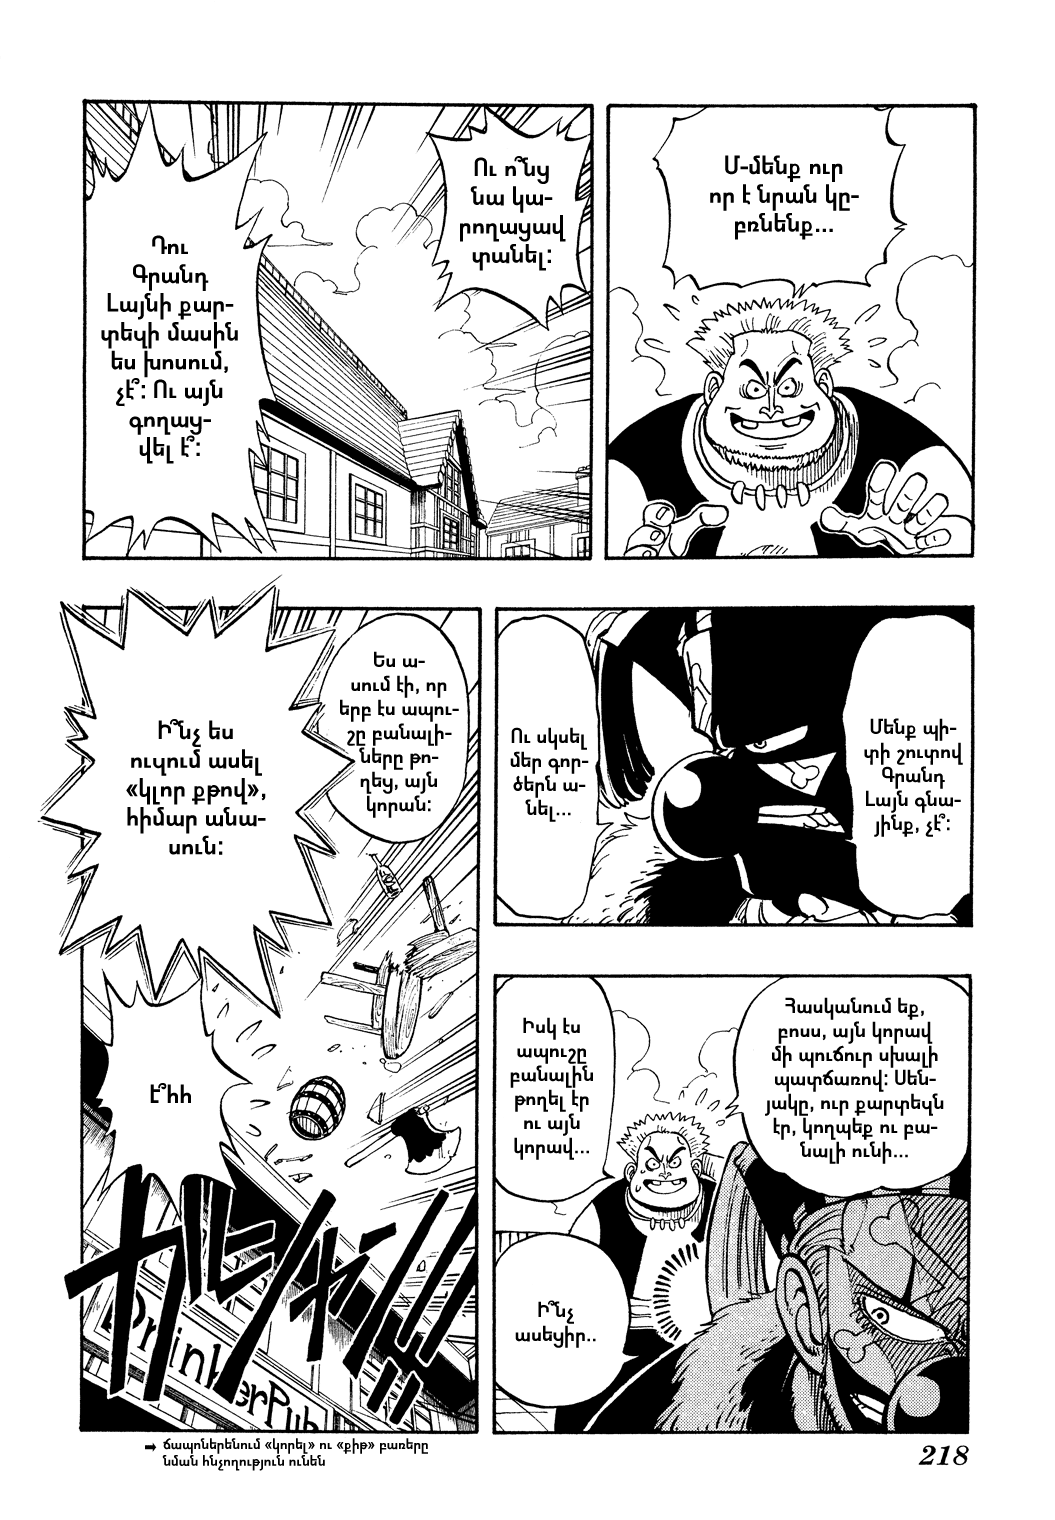 Մ-մենք ուր
որ է նրան կը-
բռնենք...
Ու ո՞նց
նա կա-
րողացավ
տանել:
Դու
Գրանդ
Լայնի քար-
տեզի մասին
ես խոսում,
չէ՞: Ու այն
գողաց-
վել է՞:
Մենք պի-
տի շուտով
Գրանդ
Լայն գնա-
յինք, չէ՞:
Ու սկսել
մեր գոր-
ծերն ա-
նել...
Հասկանում եք,
բոսս, այն կորավ
մի պուճուր սխալի
պատճառով: Սեն-
յակը, ուր քարտեզն
էր, կողպեք ու բա-
նալի ունի...
Իսկ էս
ապուշը
բանալին
թողել էր
ու այն
կորավ...
Ի՞նչ
ասեցիր..
Ես ա-
սում էի, որ
երբ էս ապու-
շը բանալի-
ները թո-
ղեց, այն
կորան:
Ի՞նչ ես
ուզում ասել
«կլոր քթով»,
հիմար անա-
սուն:
Է՞հհ
DrinkerPub
➡ ճապոներենում «կորել» ու «քիթ» բառերը
նման հնչողություն ունեն
218